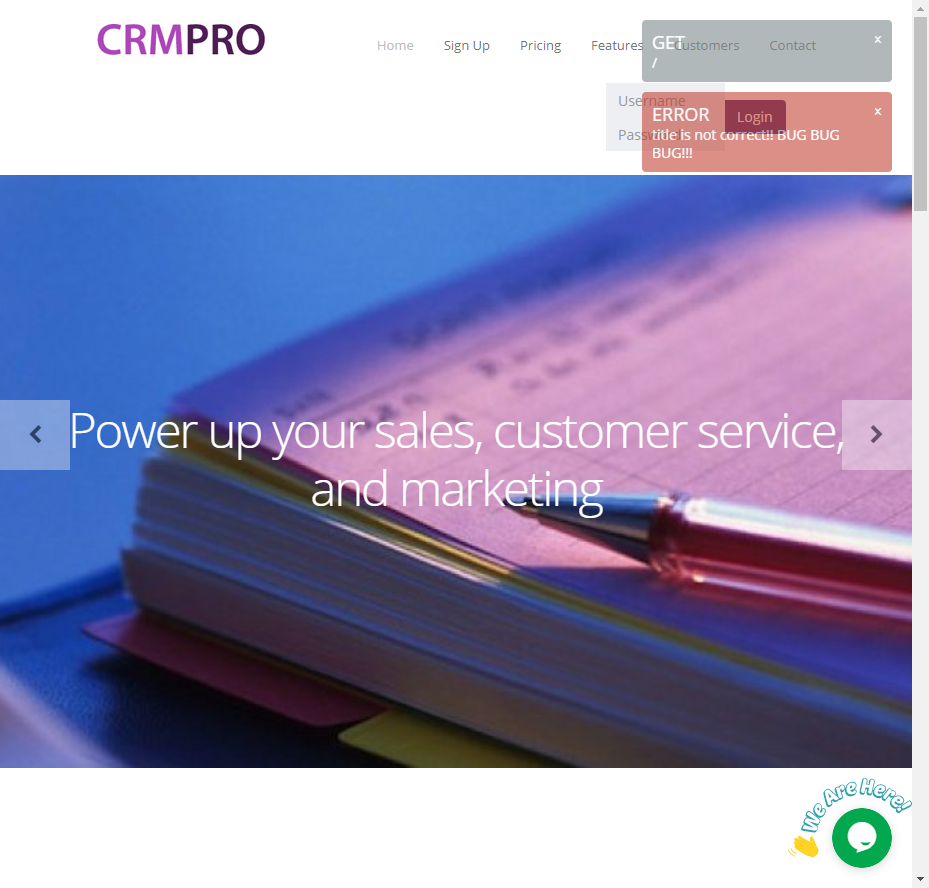 CRMPRO
Home Sign Up Pricing Features Customers Contact
GET x
/
Username
Password
Login
ERROR x
title is not correct!! BUG BUG
BUG!!!
Power up your sales, customer service,
and marketing
We Are Here!